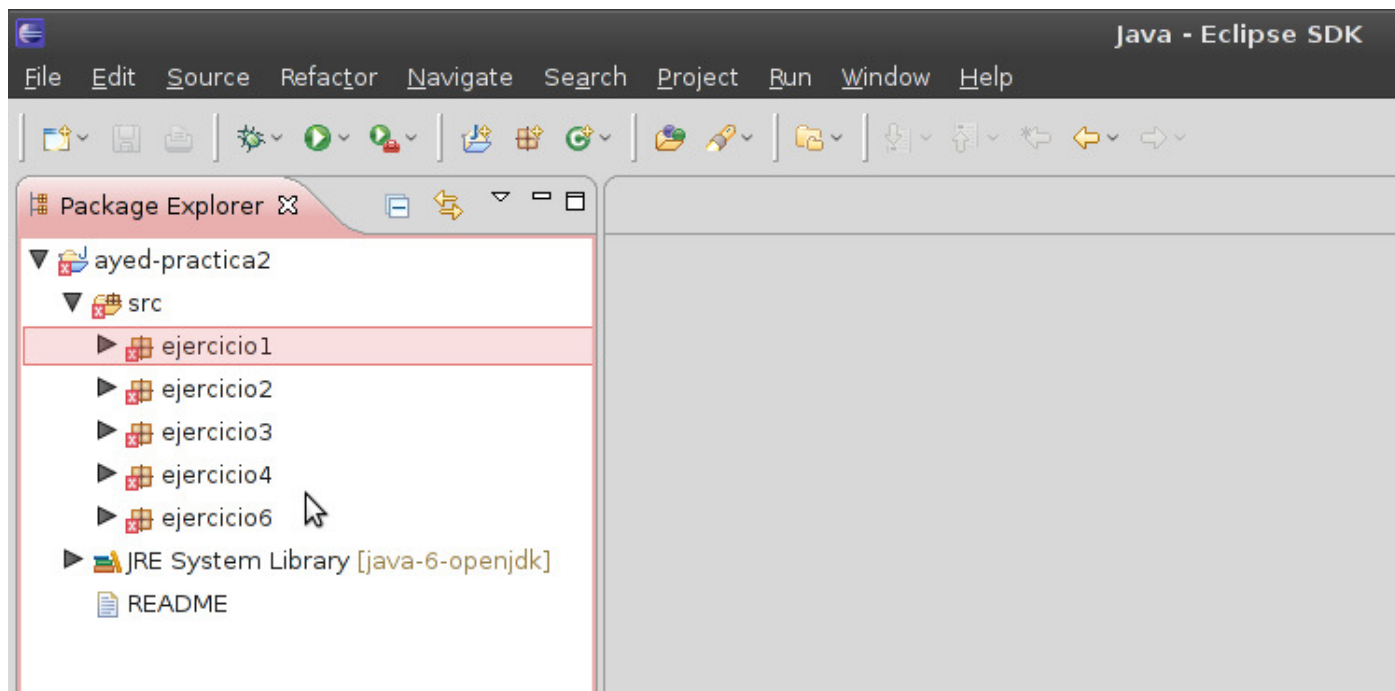 Java - Eclipse SDK
File Edit Source Refactor Navigate Search Project Run Window Help
Package Explorer
ayed-practica2
src
ejercicio1
ejercicio2
ejercicio3
ejercicio4
ejercicio6
JRE System Library [java-6-openjdk]
README